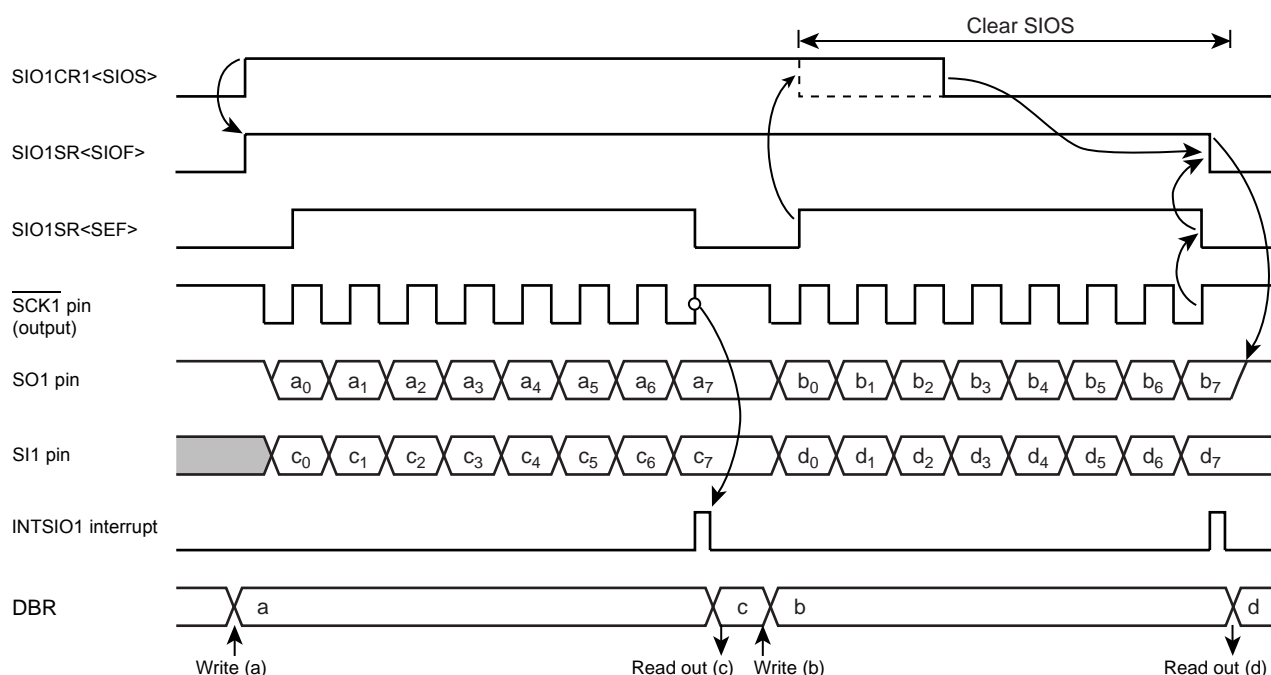 Clear SIOS
SIO1CR1<SIOS>
SIO1SR<SIOF>
SIO1SR<SEF>
SCK1 pin
(output)
SO1 pin a0 a1 a2 a3 a4 a5 a6 a7 b0 b1 b2 b3 b4 b5 b6 b7
SI1 pin c0 c1 c2 c3 c4 c5 c6 c7 d0 d1 d2 d3 d4 d5 d6 d7
INTSIO1 interrupt
DBR a c b d
Write (a) Read out (c) Write (b) Read out (d)